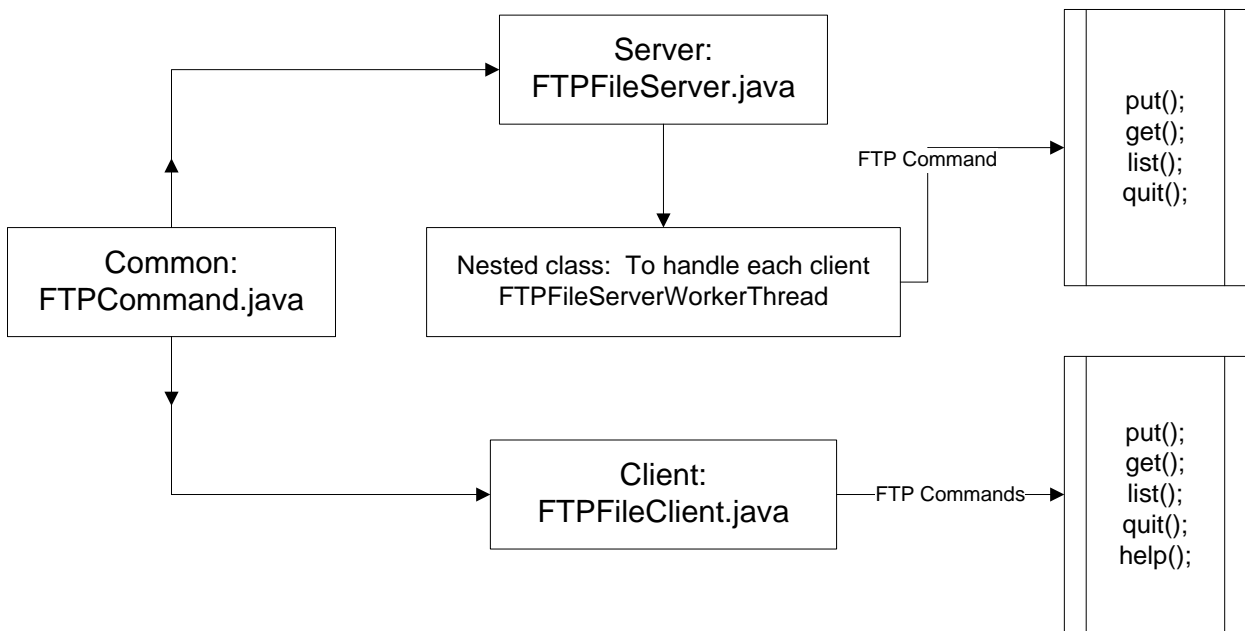 Server:
FTPFileServer.java
put();
get();
list();
quit();
FTP Command
Common:
FTPCommand.java
Nested class:  To handle each client
FTPFileServerWorkerThread
Client:
FTPFileClient.java
FTP Commands
put();
get();
list();
quit();
help();